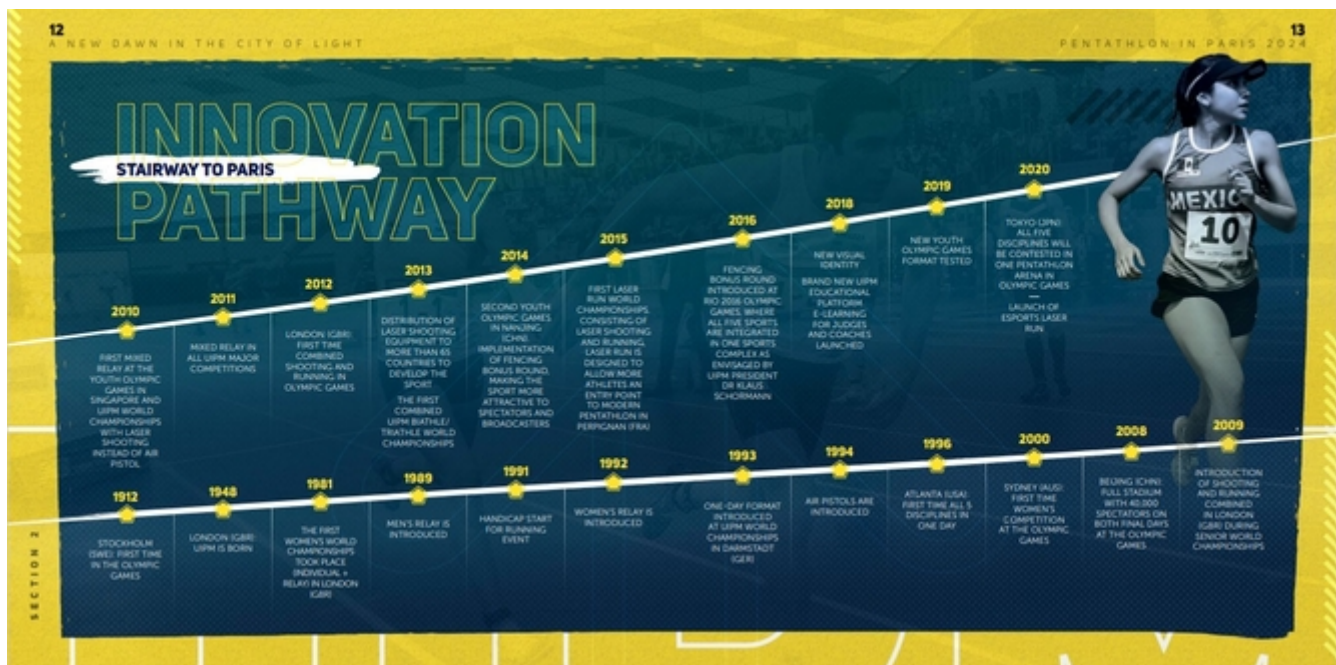 12
A NEW DAWN IN THE CITY OF LIGHT
13
PENTATHLON IN PARIS 2024
INNOVATION
STAIRWAY TO PARIS
PATHWAY
MEXIC
10
2010
FIRST MIXED
RELAY AT THE
YOUTH OLYMPIC
GAMES IN
SINGAPORE AND
UIPM WORLD
CHAMPIONSHIPS
WITH LASER
SHOOTING
INSTEAD OF AIR
PISTOL
2011
MIXED RELAY IN
ALL UIPM MAJOR
COMPETITIONS
2012
LONDON (GBR):
FIRST TIME
COMBINED
SHOOTING AND
RUNNING IN
OLYMPIC GAMES
2013
DISTRIBUTION OF
LASER SHOOTING
EQUIPMENT TO
MORE THAN 65
COUNTRIES TO
DEVELOP THE
SPORT
THE FIRST
COMBINED
UIPM BIATHLE/
TRIATHLE WORLD
CHAMPIONSHIPS
2014
SECOND YOUTH
OLYMPIC GAMES
IN NANJING
(CHN):
IMPLEMENTATION
OF FENCING
BONUS ROUND,
MAKING THE
SPORT MORE
ATTRACTIVE TO
SPECTATORS AND
BROADCASTERS
2015
FIRST LASER
RUN WORLD
CHAMPIONSHIPS,
CONSISTING OF
LASER SHOOTING
AND RUNNING,
LASER RUN IS
DESIGNED TO
ALLOW MORE
ATHLETES AN
ENTRY POINT
TO MODERN
PENTATHLON IN
PERPIGNAN (FRA)
2016
FENCING
BONUS ROUND
INTRODUCED AT
RIO 2016 OLYMPIC
GAMES, WHERE
ALL FIVE SPORTS
ARE INTEGRATED
IN ONE SPORTS
COMPLEX AS
ENVISAGED BY
UIPM PRESIDENT
DR KLAUS
SCHORMANN
2018
NEW VISUAL
IDENTITY
BRAND NEW UIPM
EDUCATIONAL
PLATFORM
E-LEARNING
FOR JUDGES
AND COACHES
LAUNCHED
2019
NEW YOUTH
OLYMPIC GAMES
FORMAT TESTED
2020
TOKYO (JPN):
ALL FIVE
DISCIPLINES WILL
BE CONTESTED IN
ONE PENTATHLON
ARENA IN
OLYMPIC GAMES
—
LAUNCH OF
ESPORTS LASER
RUN
1912
STOCKHOLM
(SWE): FIRST TIME
IN THE OLYMPIC
GAMES
1948
LONDON (GBR):
UIPM IS BORN
1981
THE FIRST
WOMEN'S WORLD
CHAMPIONSHIPS
TOOK PLACE
(INDIVIDUAL +
RELAY) IN LONDON
(GBR)
1989
MEN'S RELAY IS
INTRODUCED
1991
HANDICAP START
FOR RUNNING
EVENT
1992
WOMEN'S RELAY IS
INTRODUCED
1993
ONE-DAY FORMAT
INTRODUCED
AT UIPM WORLD
CHAMPIONSHIPS
IN DARMSTADT
(GER)
1994
AIR PISTOLS ARE
INTRODUCED
1996
ATLANTA (USA):
FIRST TIME ALL 5
DISCIPLINES IN
ONE DAY
2000
SYDNEY (AUS):
FIRST TIME
WOMEN'S
COMPETITION
AT THE OLYMPIC
GAMES
2008
BEIJING (CHN):
FULL STADIUM
WITH 40,000
SPECTATORS ON
BOTH FINAL DAYS
AT THE OLYMPIC
GAMES
2009
INTRODUCTION
OF SHOOTING
AND RUNNING
COMBINED
IN LONDON
(GBR) DURING
SENIOR WORLD
CHAMPIONSHIPS
SECTION 2